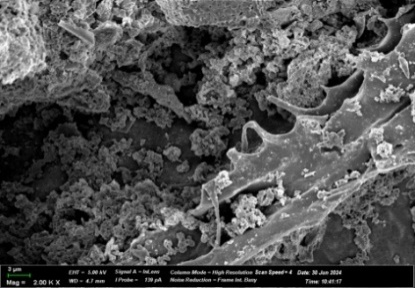 3 µm
Mag = 2.00 K X
EHT = 5.00 kV
WD = 4.7 mm
Signal A = InLens
I Probe = 139 pA
Column Mode = High Resolution Scan Speed = 4
Noise Reduction = Frame Int. Busy
Date: 30 Jun 2024
Time: 10:41:17